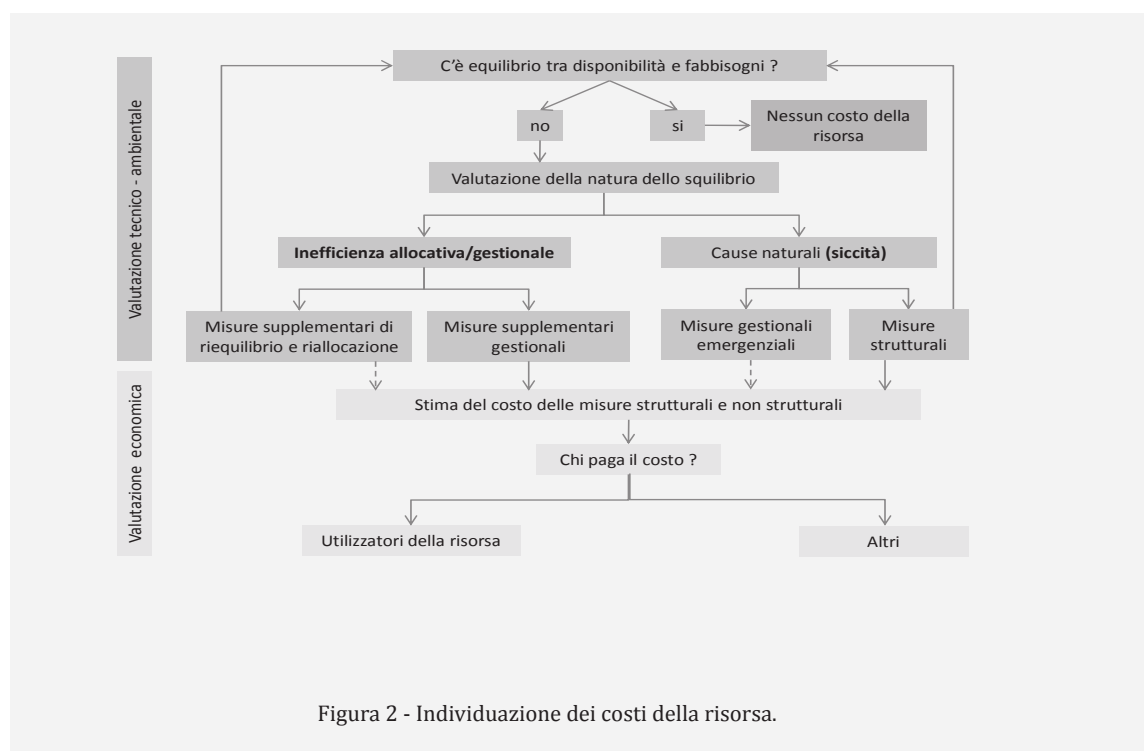 Valutazione tecnico - ambientale
C'è equilibrio tra disponibilità e fabbisogni ?
no
si
Nessun costo della
risorsa
Valutazione della natura dello squilibrio
Inefficienza allocativa/gestionale
Cause naturali (siccità)
Misure supplementari di
riequilibrio e riallocazione
Misure supplementari
gestionali
Misure gestionali
emergenziali
Misure
strutturali
Valutazione economica
Stima del costo delle misure strutturali e non strutturali
Chi paga il costo ?
Utilizzatori della risorsa
Altri
Figura 2 - Individuazione dei costi della risorsa.